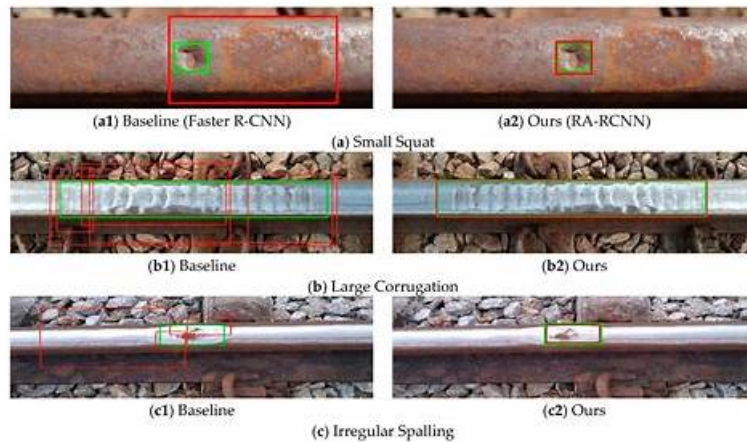 (a1) Baseline (Faster R-CNN)
(a2) Ours (RA-RCNN)
(a) Small Squat
(b1) Baseline
(b2) Ours
(b) Large Corrugation
(c1) Baseline
(c2) Ours
(c) Irregular Spalling